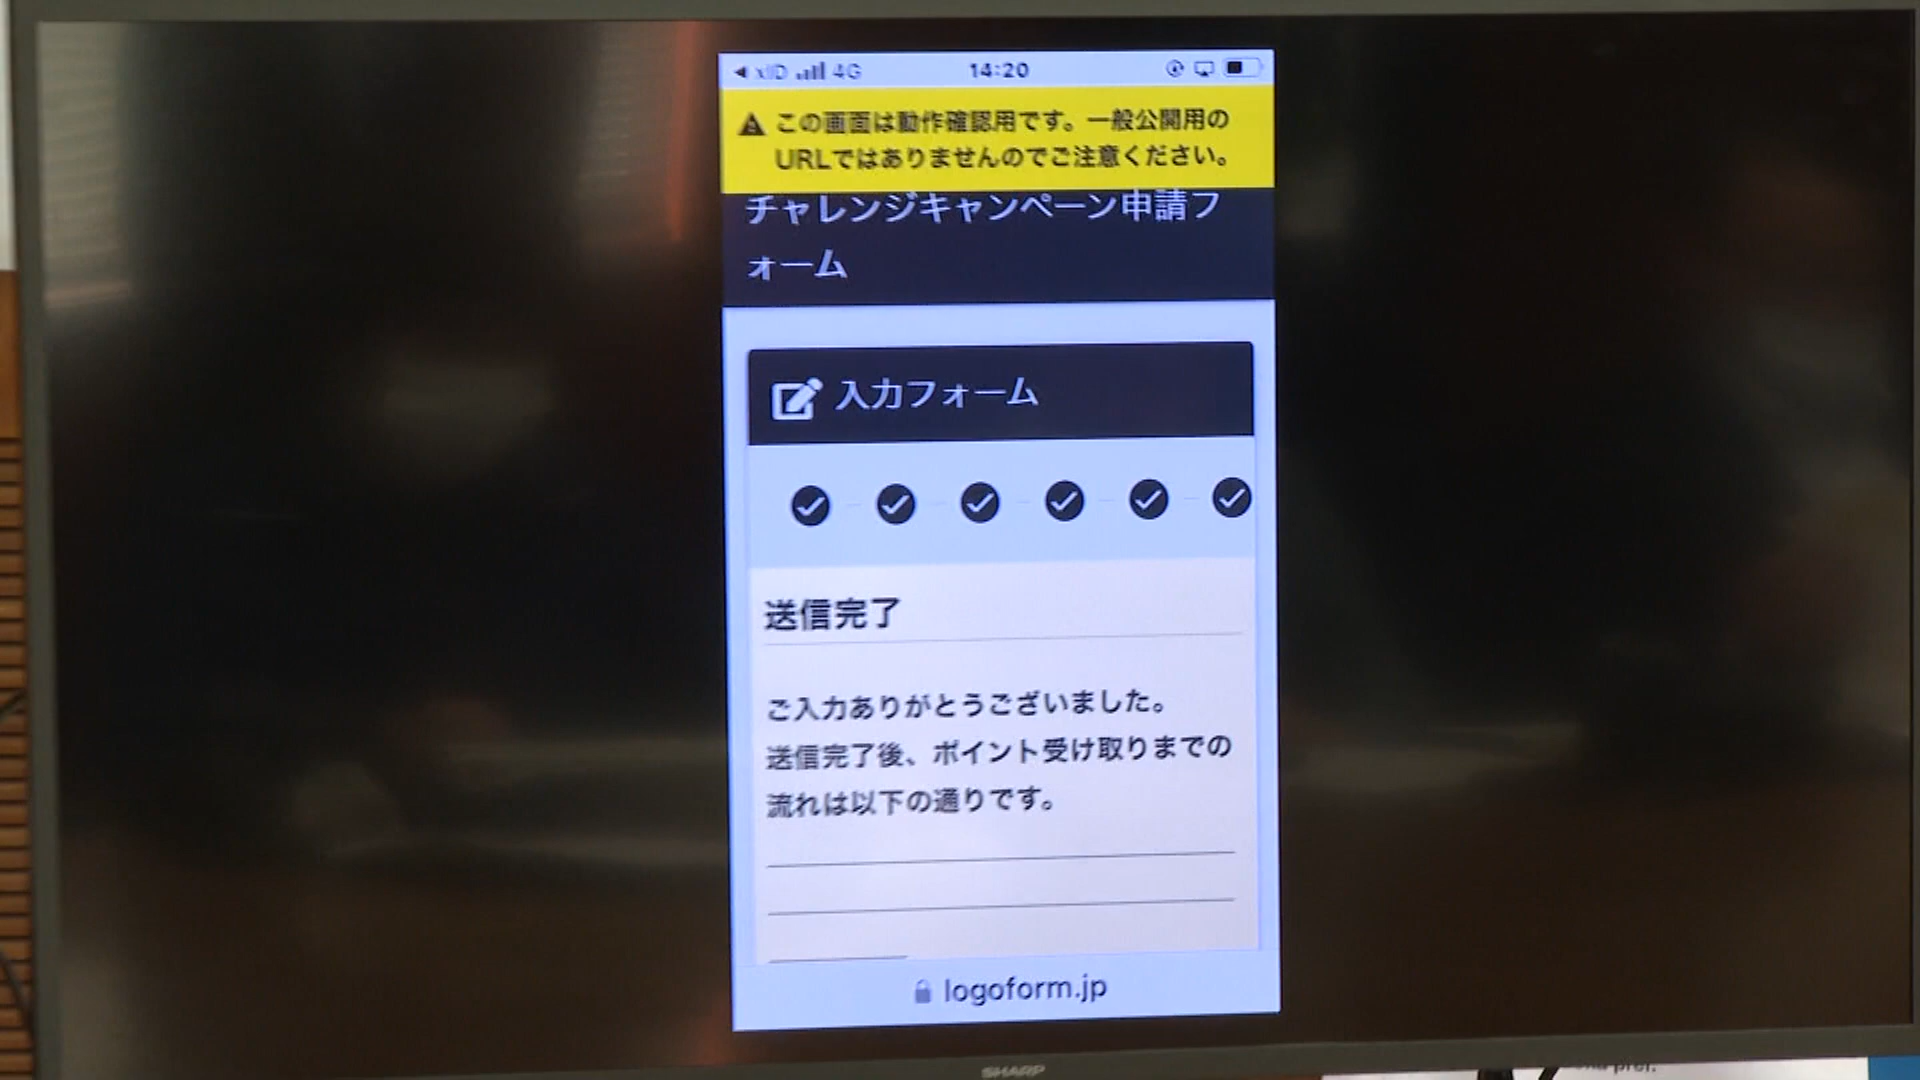 xID 4G 14:20
この画面は動作確認用です。一般公開用の
URLではありませんのでご注意ください。
チャレンジキャンペーン申請フ
ォーム
入力フォーム
送信完了
ご入力ありがとうございました。
送信完了後、ポイント受け取りまでの
流れは以下の通りです。
logoform.jp
SHARP